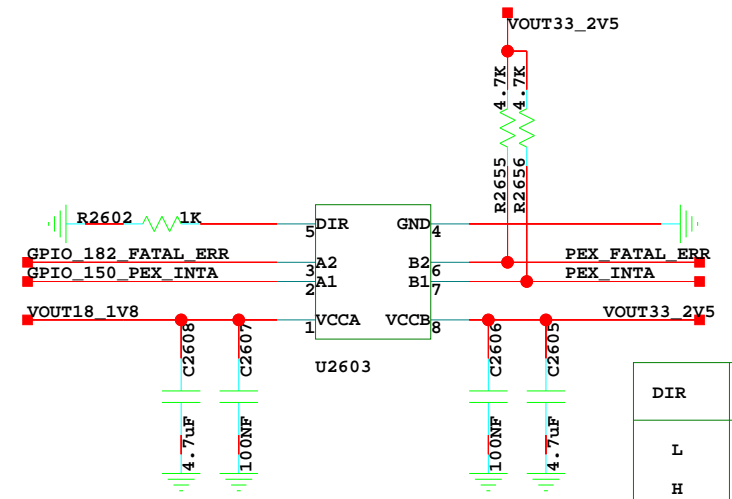 VOUT33_2V5
4.7K
4.7K
R2655
R2656
R2602 1K
5 DIR GND 4
GPIO_182_FATAL_ERR
3 A2 B2 6
PEX_FATAL_ERR
GPIO_150_PEX_INTA
2 A1 B1 7
PEX_INTA
VOUT18_1V8
1 VCCA VCCB 8
VOUT33_2V5
C2608
C2607
C2606
C2605
U2603
4.7uF
100NF
100NF
4.7uF
DIR
L
H